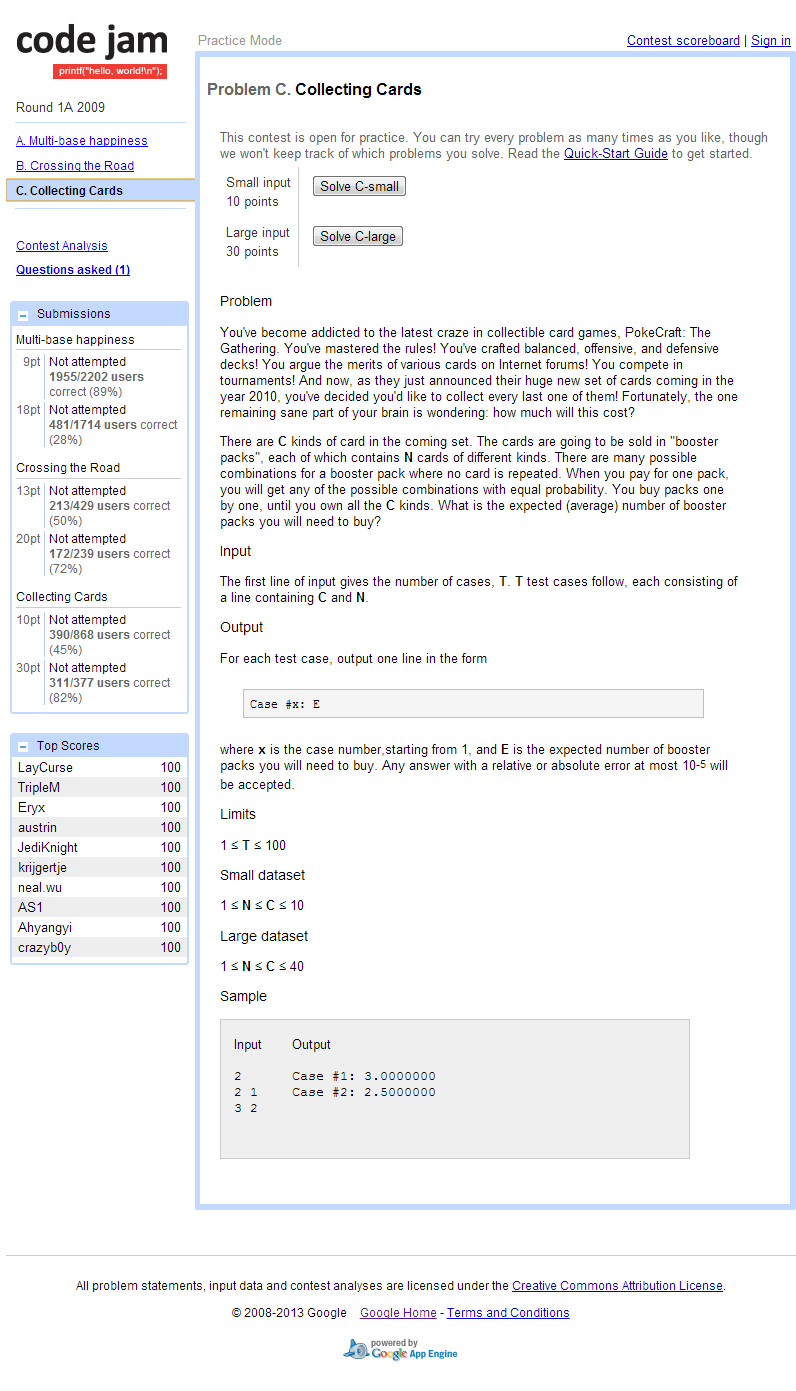 code jam
printf("hello, world!\n");
Practice Mode
Contest scoreboard | Sign in
Round 1A 2009
A. Multi-base happiness
B. Crossing the Road
C. Collecting Cards
Contest Analysis
Questions asked (1)
Submissions
Multi-base happiness
9pt Not attempted
1955/2202 users
correct (89%)
18pt Not attempted
481/1714 users correct
(28%)
Crossing the Road
13pt Not attempted
213/429 users correct
(50%)
20pt Not attempted
172/239 users correct
(72%)
Collecting Cards
10pt Not attempted
390/868 users correct
(45%)
30pt Not attempted
311/377 users correct
(82%)
Top Scores
LayCurse 100
TripleM 100
Eryx 100
austrin 100
JediKnight 100
krijgertje 100
neal.wu 100
AS1 100
Ahyangyi 100
crazyb0y 100
Problem C. Collecting Cards
This contest is open for practice. You can try every problem as many times as you like, though
we won't keep track of which problems you solve. Read the Quick-Start Guide to get started.
Small input
10 points
Solve C-small
Large input
30 points
Solve C-large
Problem
You've become addicted to the latest craze in collectible card games, PokeCraft: The
Gathering. You've mastered the rules! You've crafted balanced, offensive, and defensive
decks! You argue the merits of various cards on Internet forums! You compete in
tournaments! And now, as they just announced their huge new set of cards coming in the
year 2010, you've decided you'd like to collect every last one of them! Fortunately, the one
remaining sane part of your brain is wondering: how much will this cost?
There are C kinds of card in the coming set. The cards are going to be sold in "booster
packs", each of which contains N cards of different kinds. There are many possible
combinations for a booster pack where no card is repeated. When you pay for one pack,
you will get any of the possible combinations with equal probability. You buy packs one
by one, until you own all the C kinds. What is the expected (average) number of booster
packs you will need to buy?
Input
The first line of input gives the number of cases, T. T test cases follow, each consisting of
a line containing C and N.
Output
For each test case, output one line in the form
Case #x: E
where x is the case number,starting from 1, and E is the expected number of booster
packs you will need to buy. Any answer with a relative or absolute error at most 10-5 will
be accepted.
Limits
1 ≤ T ≤ 100
Small dataset
1 ≤ N ≤ C ≤ 10
Large dataset
1 ≤ N ≤ C ≤ 40
Sample
Input Output
2 Case #1: 3.0000000
2 1 Case #2: 2.5000000
3 2
All problem statements, input data and contest analyses are licensed under the Creative Commons Attribution License.
© 2008-2013 Google Google Home - Terms and Conditions
powered by
Google App Engine